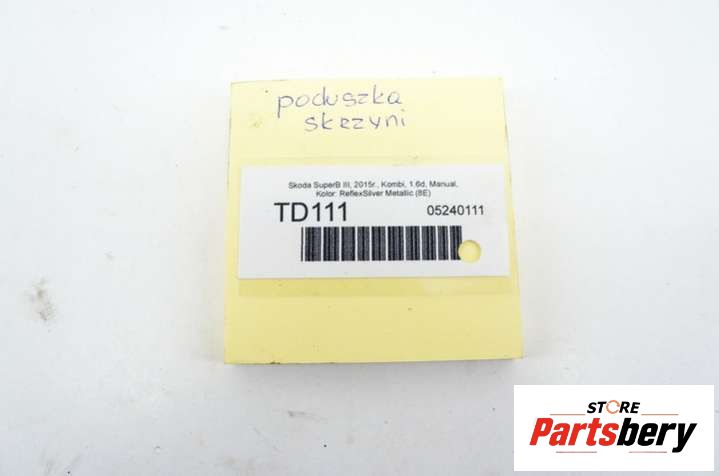 poduszka
skrzyni
Skoda SuperB III, 2015r., Kombi, 1.6d, Manual,
Kolor: ReflexSilver Metallic (8E)
TD111 05240111
STORE
Partsbery